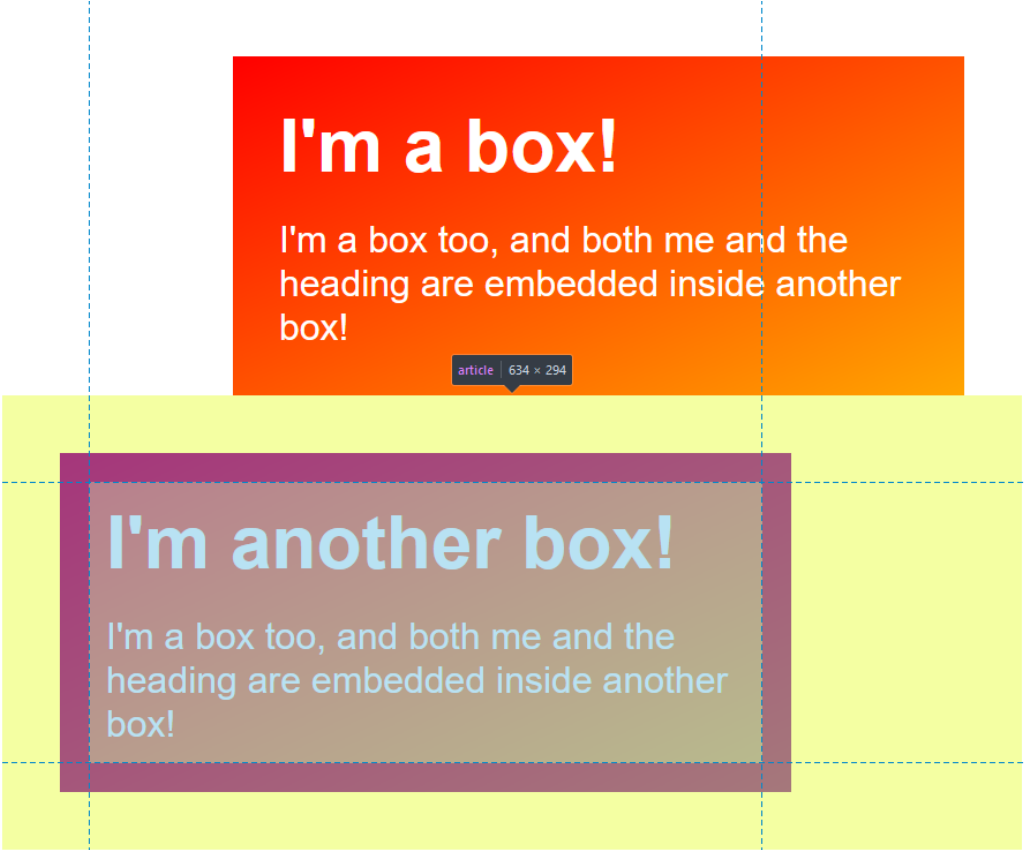 I'm a box!
I'm a box too, and both me and the
heading are embedded inside another
box!
article | 634 × 294
I'm another box!
I'm a box too, and both me and the
heading are embedded inside another
box!